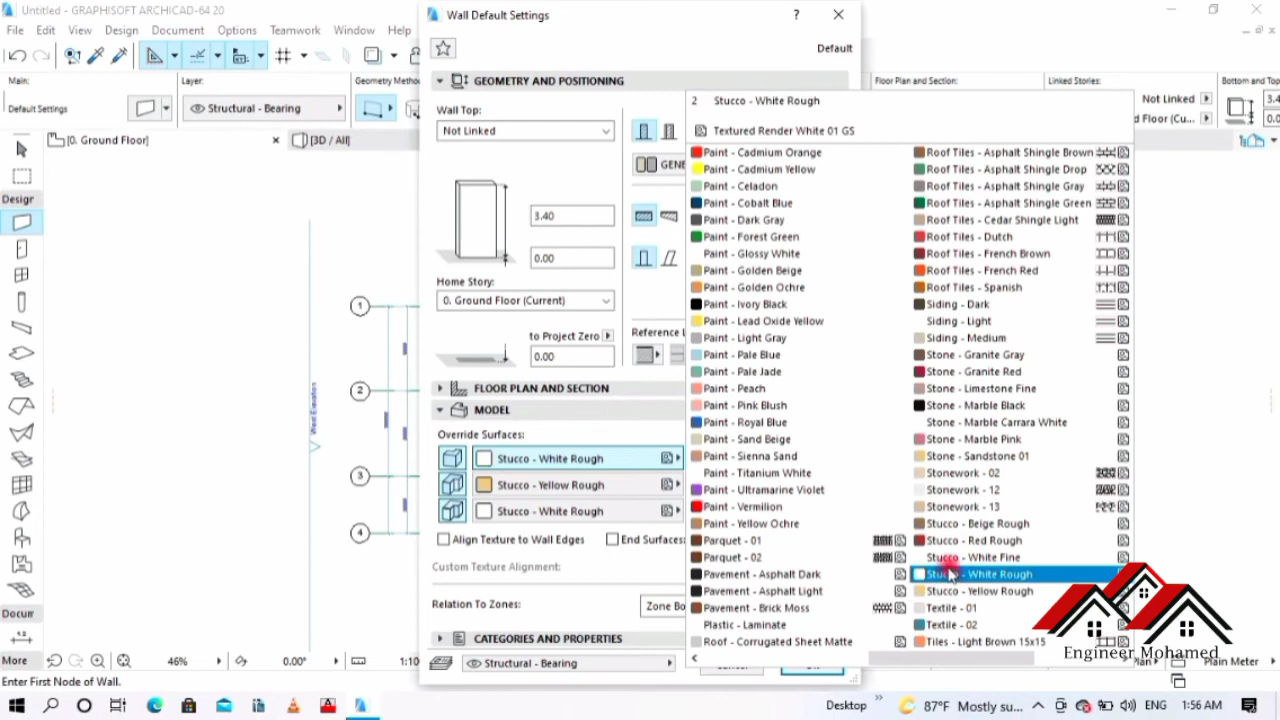 Untitled - GRAPHISOFT ARCHICAD-64 20
File Edit View Design Options Teamwork Window Help
Main:
Layer:
Default Settings
Structural - Bearing
[0. Ground Floor]
[3D / All]
Wall Default Settings
?
Default
GEOMETRY AND POSITIONING
Wall Top:
Not Linked
3.40
0.00
Home Story:
0. Ground Floor (Current)
to Project Zero
0.00
FLOOR PLAN AND SECTION
MODEL
Override Surfaces:
Stucco - White Rough
Stucco - Yellow Rough
Stucco - White Rough
Align Texture to Wall Edges
End Surfaces:
Custom Texture Alignment:
Relation To Zones:
CATEGORIES AND PROPERTIES
Structural - Bearing
2 Stucco - White Rough
Textured Render White 01 GS
Paint - Cadmium Orange
Paint - Cadmium Yellow
Paint - Celadon
Paint - Cobalt Blue
Paint - Dark Gray
Paint - Forest Green
Paint - Glossy White
Paint - Golden Beige
Paint - Golden Ochre
Paint - Ivory Black
Paint - Lead Oxide Yellow
Paint - Light Gray
Paint - Pale Blue
Paint - Pale Jade
Paint - Peach
Paint - Pink Blush
Paint - Royal Blue
Paint - Sand Beige
Paint - Sienna Sand
Paint - Titanium White
Paint - Ultramarine Violet
Paint - Vermilion
Paint - Yellow Ochre
Parquet - 01
Parquet - 02
Pavement - Asphalt Dark
Pavement - Asphalt Light
Pavement - Brick Moss
Plastic - Laminate
Roof - Corrugated Sheet Matte
Roof Tiles - Asphalt Shingle Brown
Roof Tiles - Asphalt Shingle Drop
Roof Tiles - Asphalt Shingle Gray
Roof Tiles - Asphalt Shingle Green
Roof Tiles - Cedar Shingle Light
Roof Tiles - Dutch
Roof Tiles - French Brown
Roof Tiles - French Red
Roof Tiles - Spanish
Siding - Dark
Siding - Light
Siding - Medium
Stone - Granite Gray
Stone - Granite Red
Stone - Limestone Fine
Stone - Marble Black
Stone - Marble Carrara White
Stone - Marble Pink
Stone - Sandstone 01
Stonework - 02
Stonework - 12
Stonework - 13
Stucco - Beige Rough
Stucco - Red Rough
Stucco - White Fine
Stucco - White Rough
Stucco - Yellow Rough
Textile - 01
Textile - 02
Tiles - Light Brown 15x15
Floor Plan and Section:
Linked Stories:
Not Linked
West Elevation
1
2
3
4
Design
More
46%
0.00°
Enter First Node of Wall.
Plain Meter
Engineer Mohamed
Desktop
87°F Mostly su...
ENG
1:56 AM